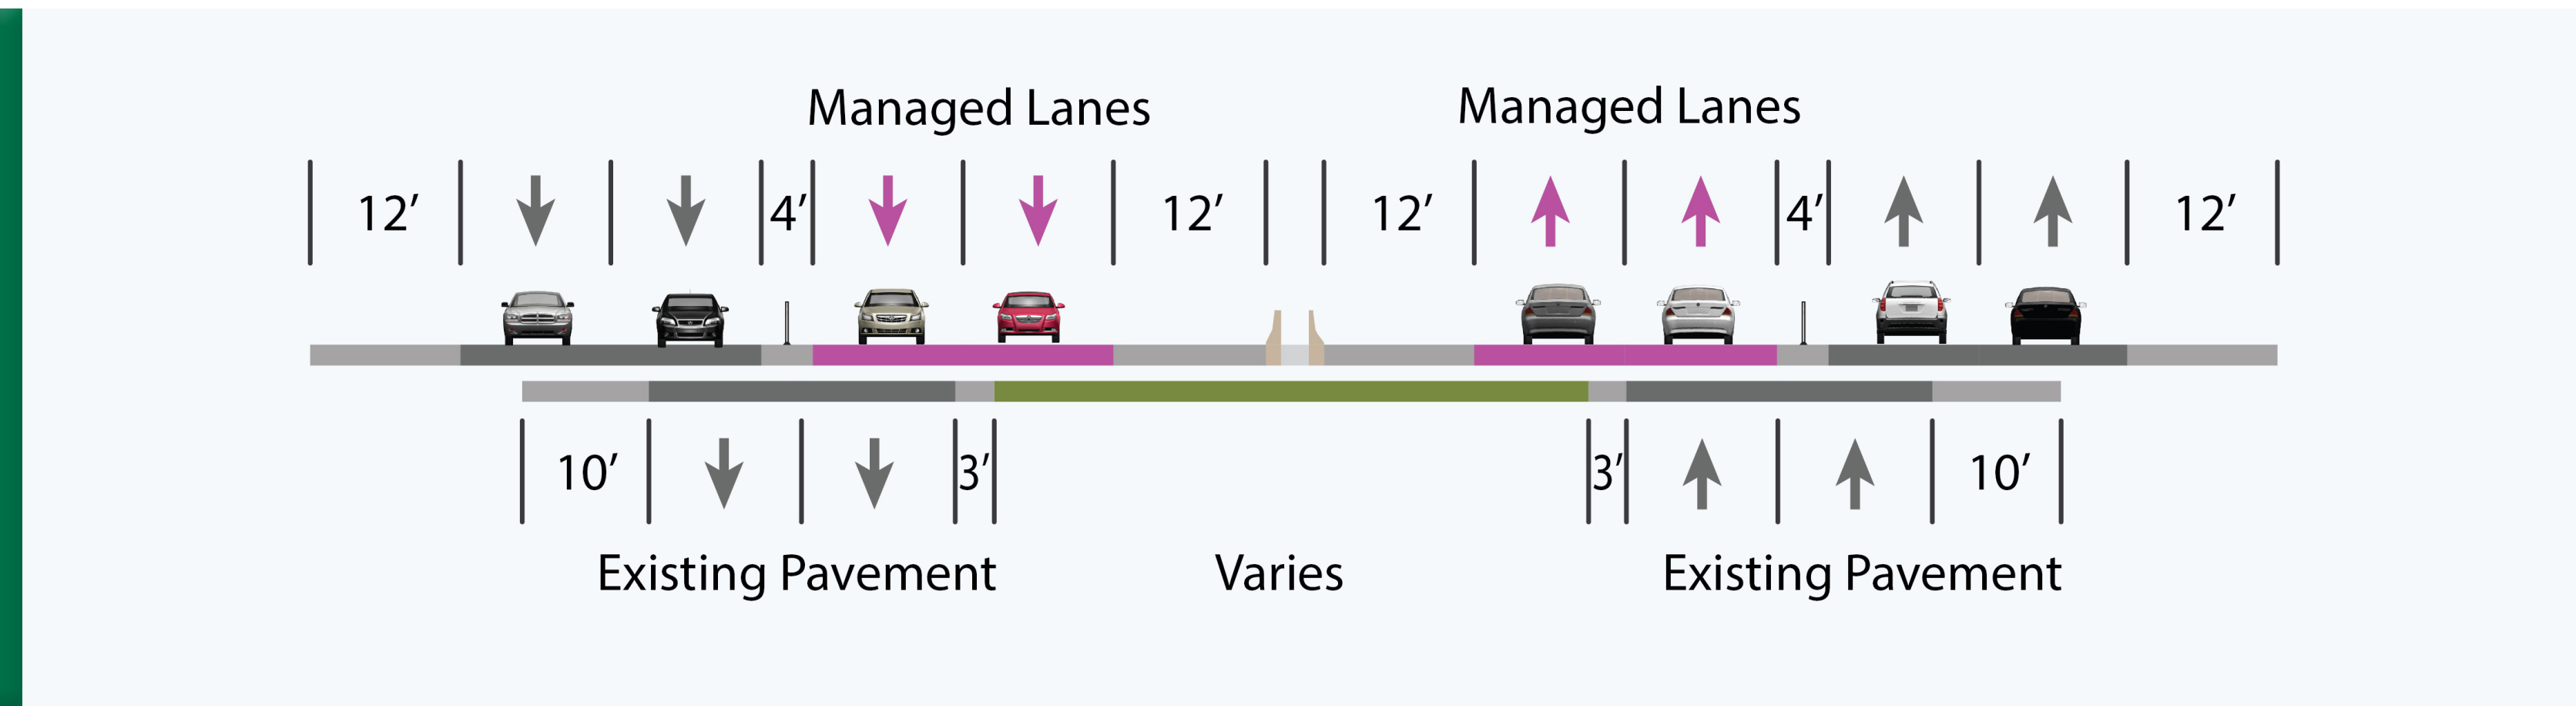 Managed Lanes Managed Lanes
12′ 4′ 12′ 12′ 4′ 12′
10′ 3′ 3′ 10′
Existing Pavement Varies Existing Pavement